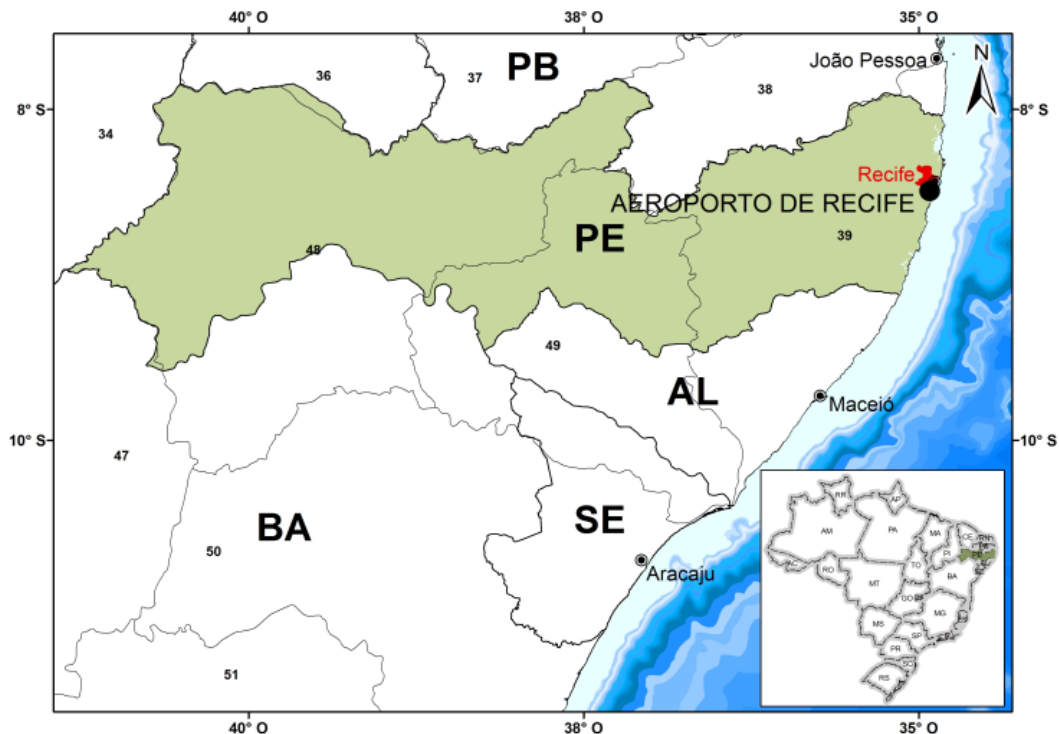 40° O
38° O
35° O
PB
36
37
38
João Pessoa
N
8° S
8° S
34
Recife
AEROPORTO DE RECIFE
PE
39
48
49
AL
Maceió
10° S
10° S
47
BA
SE
50
Aracaju
51
RR
AP
AM
PA
MA
CE
RN
PI
PE
AC
RO
TO
MT
BA
GO
MG
MS
SP
PR
SC
RS
40° O
38° O
35° O